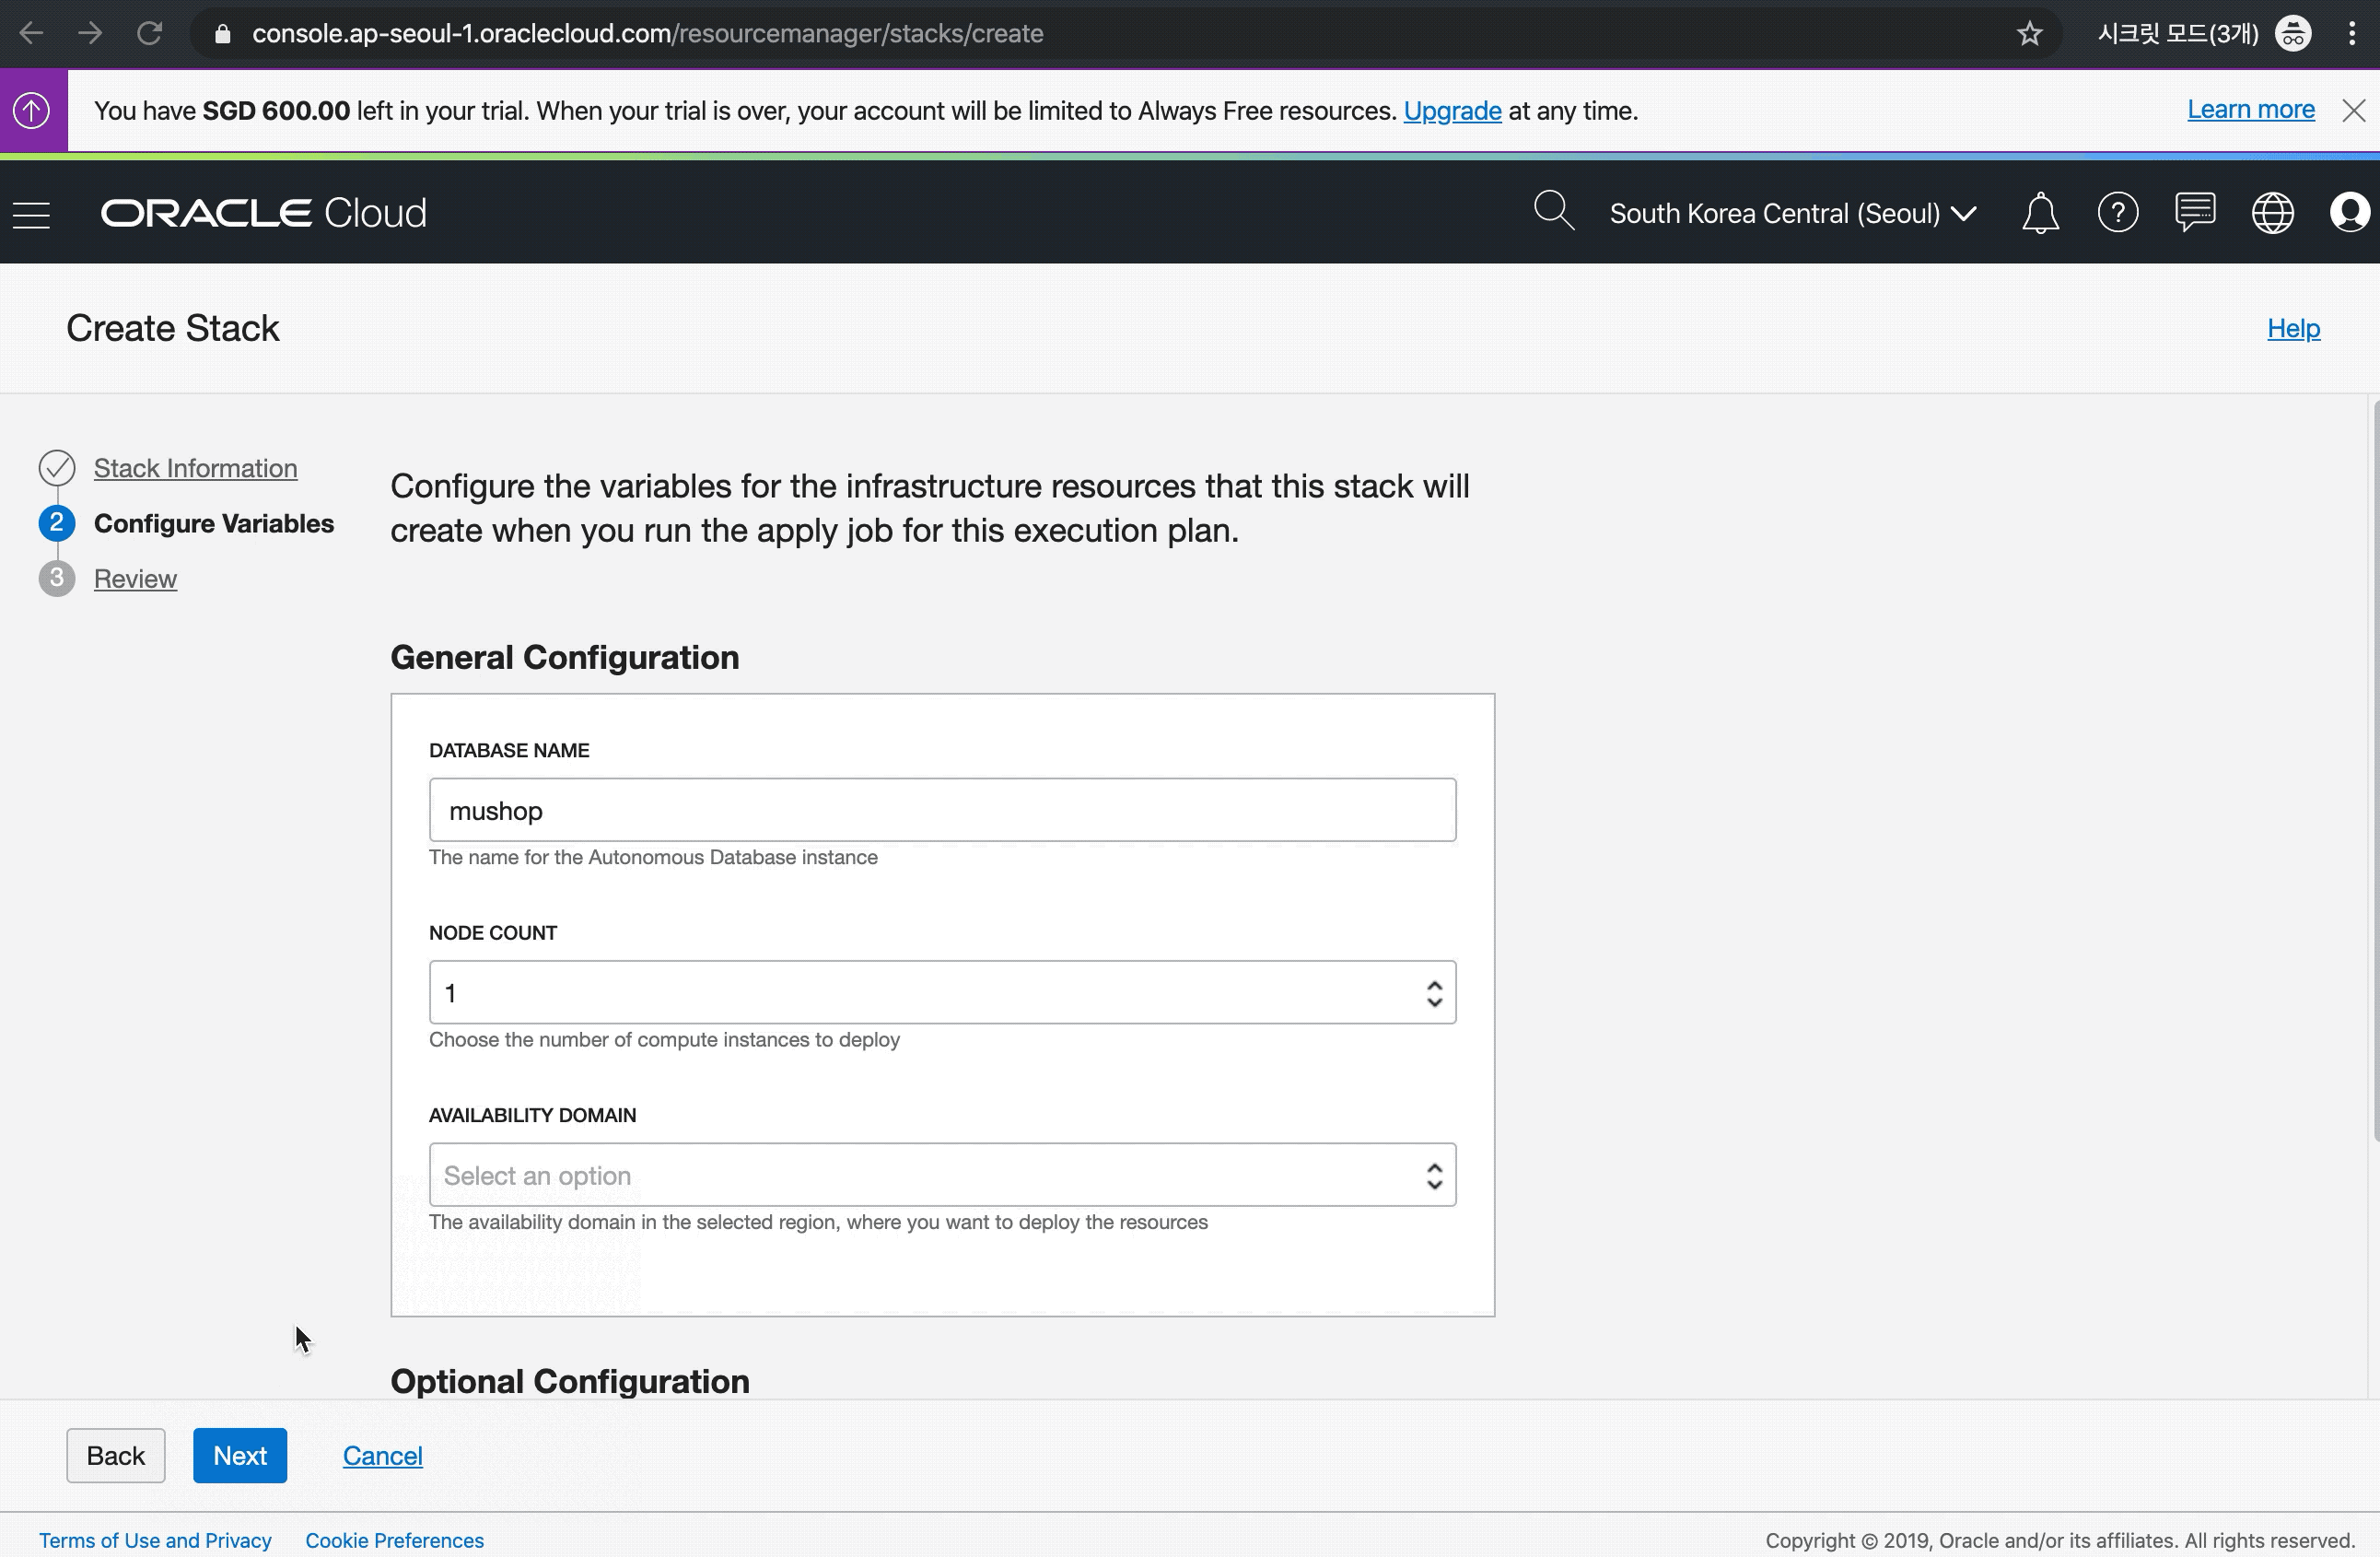 console.ap-seoul-1.oraclecloud.com/resourcemanager/stacks/create
시크릿 모드(3개)
You have SGD 600.00 left in your trial. When your trial is over, your account will be limited to Always Free resources. Upgrade at any time.
Learn more
ORACLE Cloud
South Korea Central (Seoul)
Create Stack
Help
Stack Information
2 Configure Variables
3 Review
Configure the variables for the infrastructure resources that this stack will
create when you run the apply job for this execution plan.
General Configuration
DATABASE NAME
mushop
The name for the Autonomous Database instance
NODE COUNT
1
Choose the number of compute instances to deploy
AVAILABILITY DOMAIN
Select an option
The availability domain in the selected region, where you want to deploy the resources
Optional Configuration
Back
Next
Cancel
Terms of Use and Privacy
Cookie Preferences
Copyright © 2019, Oracle and/or its affiliates. All rights reserved.